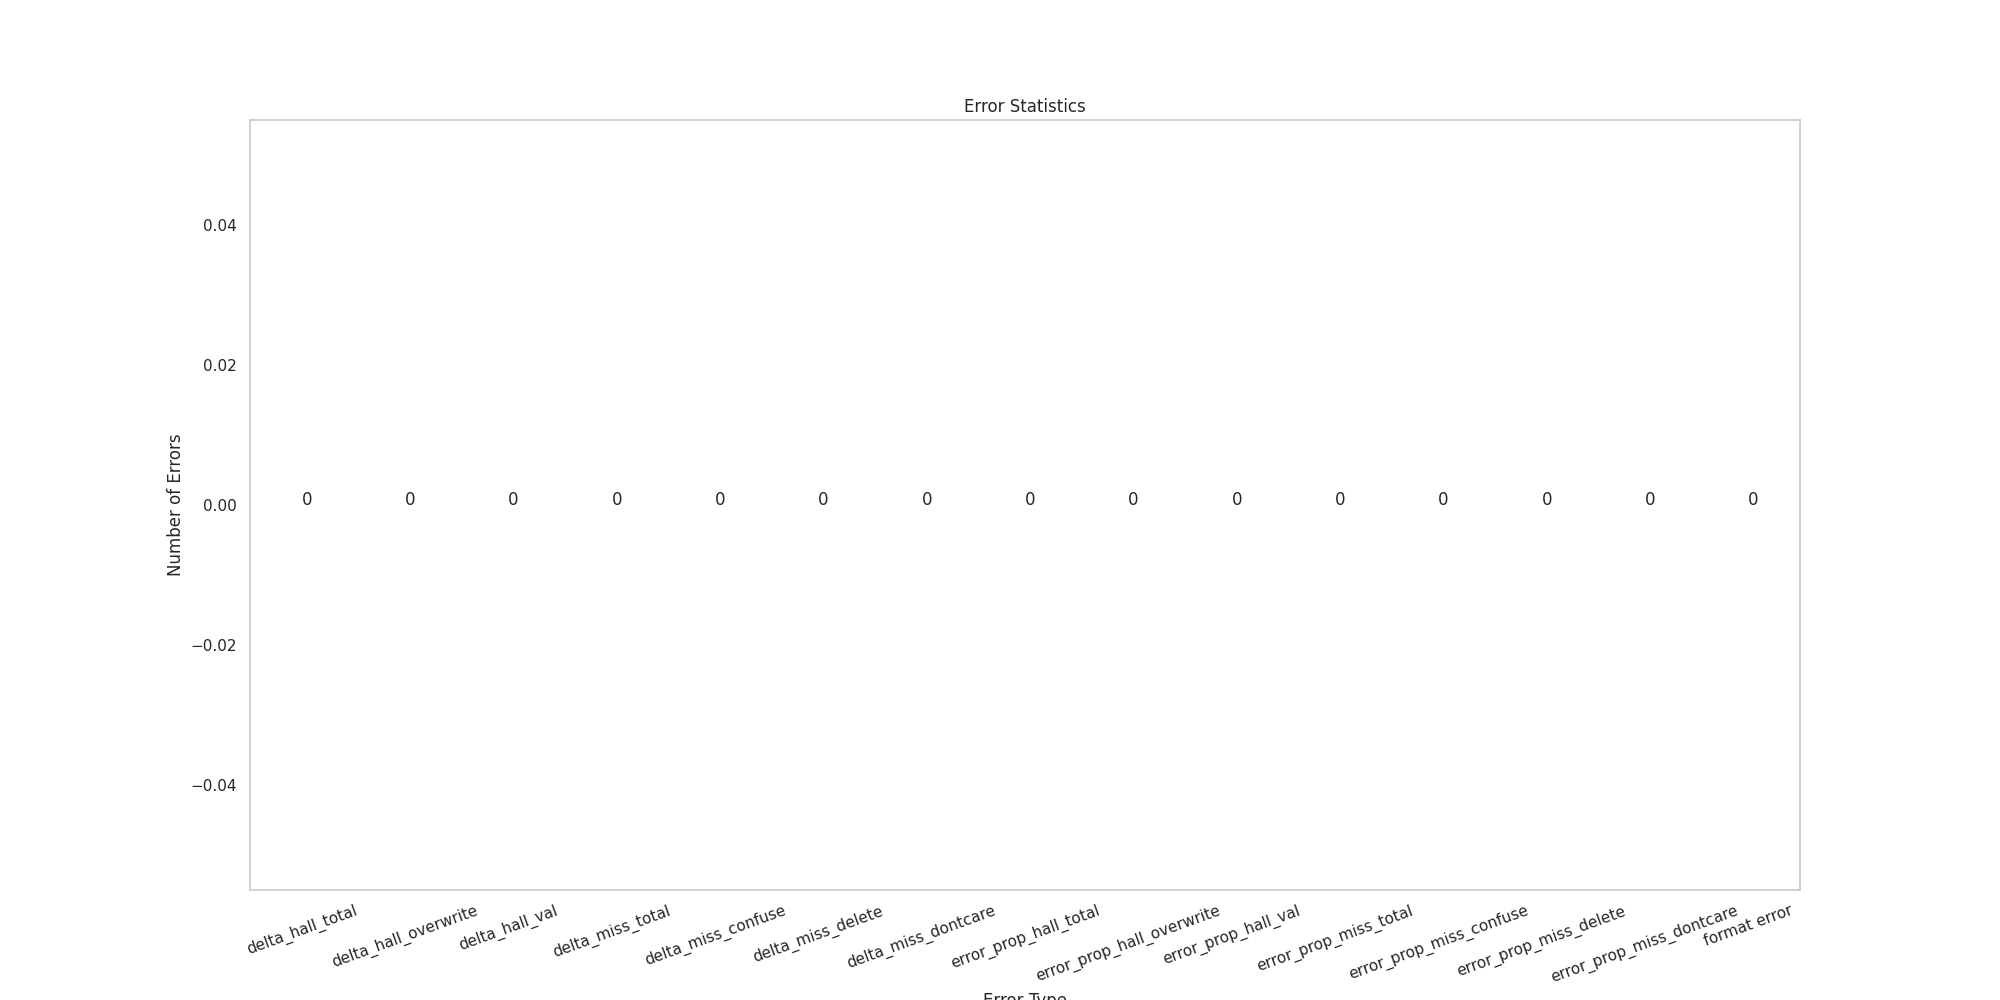 Error Statistics
0.04
0.02
0.00
−0.02
−0.04
Number of Errors
0 0 0 0 0 0 0 0 0 0 0 0 0 0 0
delta_hall_total
delta_hall_overwrite
delta_hall_val
delta_miss_total
delta_miss_confuse
delta_miss_delete
delta_miss_dontcare
error_prop_hall_total
error_prop_hall_overwrite
error_prop_hall_val
error_prop_miss_total
error_prop_miss_confuse
error_prop_miss_delete
error_prop_miss_dontcare
format error
Error Type